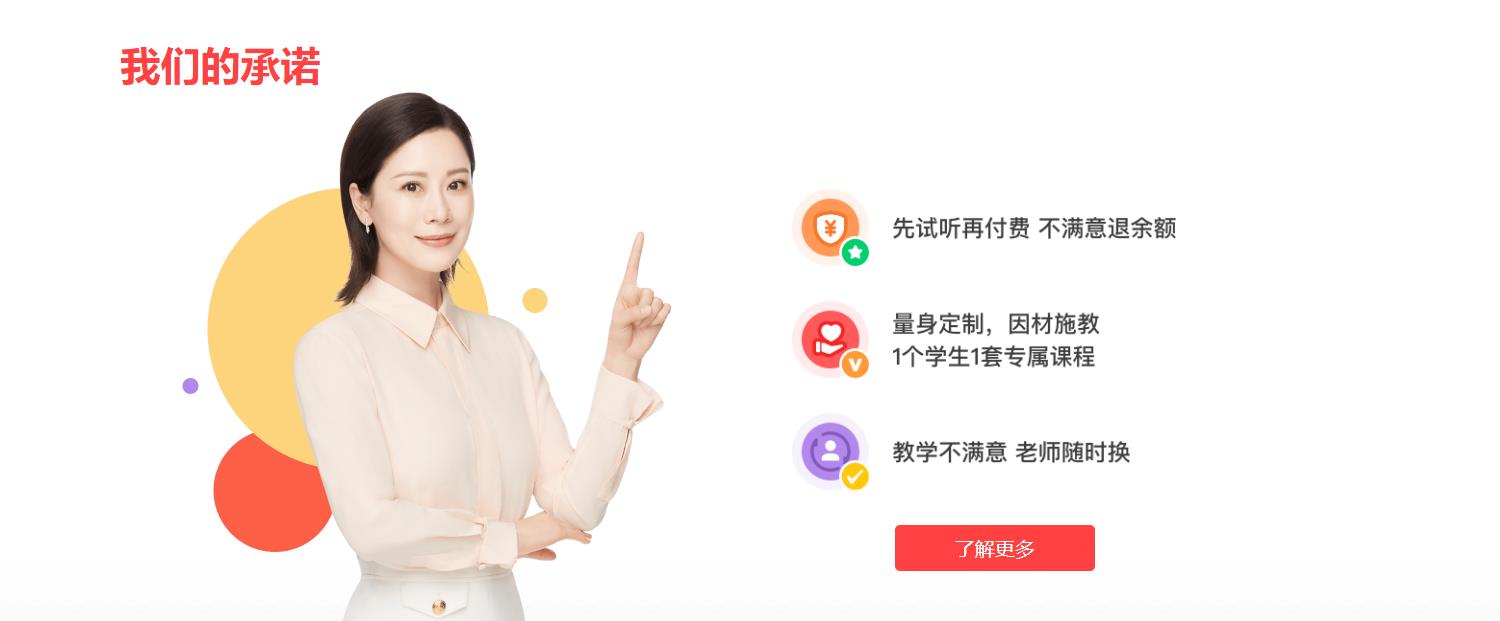 我们的承诺
先试听再付费 不满意退余额
量身定制，因材施教
1个学生1套专属课程
教学不满意 老师随时换
了解更多